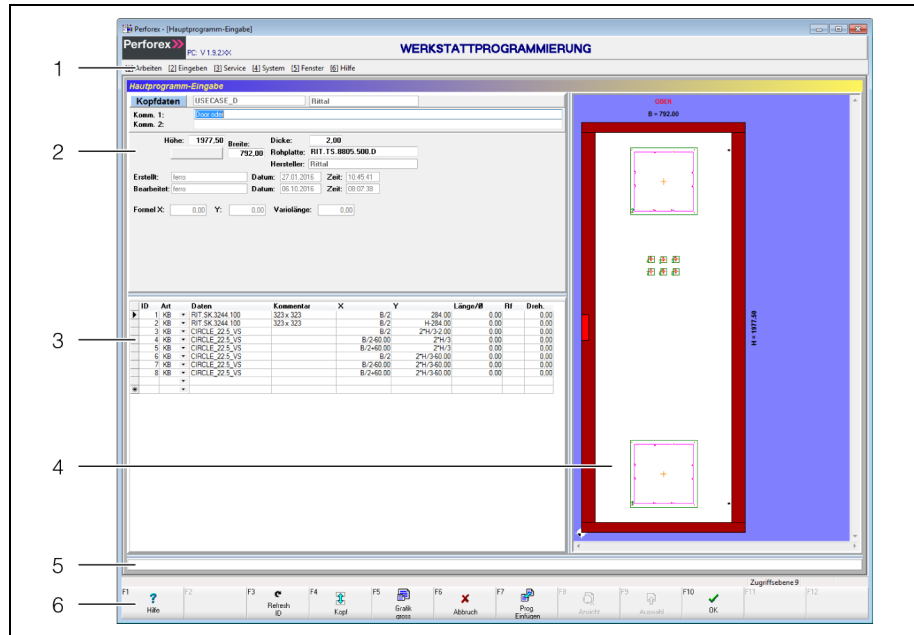 Perforex - [Hauptprogramm-Eingabe]
Perforex>>
PC: V 1.9.2>XX
WERKSTATTPROGRAMMIERUNG
1
[1] Arbeiten [2] Eingeben [3] Service [4] System [5] Fenster [6] Hilfe
Hautprogramm-Eingabe
Kopfdaten USECASE_D Rittal
Komm. 1: Door oder
Komm. 2:
2
Höhe: 1977,50 Breite: 792,00 Dicke: 2,00
Rohplatte: RIT.TS.8805.500.D
Hersteller: Rittal
Erstellt: ferro Datum: 27.01.2016 Zeit: 10:45:41
Bearbeitet: ferro Datum: 06.10.2016 Zeit: 08:07:38
Formel X: 0,00 Y: 0,00 Variolänge: 0,00
3
ID Art Daten Kommentar X Y Länge/Ø Rf Dreh.
1 KB RIT.SK.3244.100 323 x 323 B/2 284.00 0.00 0.00
2 KB RIT.SK.3244.100 323 x 323 B/2 H-284.00 0.00 0.00
3 KB CIRCLE_22.5_VS B/2 2*H/3-2.00 0.00 0.00
4 KB CIRCLE_22.5_VS B/2-60.00 2*H/3 0.00 0.00
5 KB CIRCLE_22.5_VS B/2+60.00 2*H/3 0.00 0.00
6 KB CIRCLE_22.5_VS B/2 2*H/3-60.00 0.00 0.00
7 KB CIRCLE_22.5_VS B/2-60.00 2*H/3-60.00 0.00 0.00
8 KB CIRCLE_22.5_VS B/2+60.00 2*H/3-60.00 0.00 0.00
OBEN
B = 792.00
2
H = 1977.50
4
1
5
Zugriffsebene 9
6
F1 Hilfe
F2
F3 Refresh ID
F4 Kopf
F5 Grafik gross
F6 Abbruch
F7 Prog. Einfügen
F8 Ansicht
F9 Auswahl
F10 OK
F11
F12